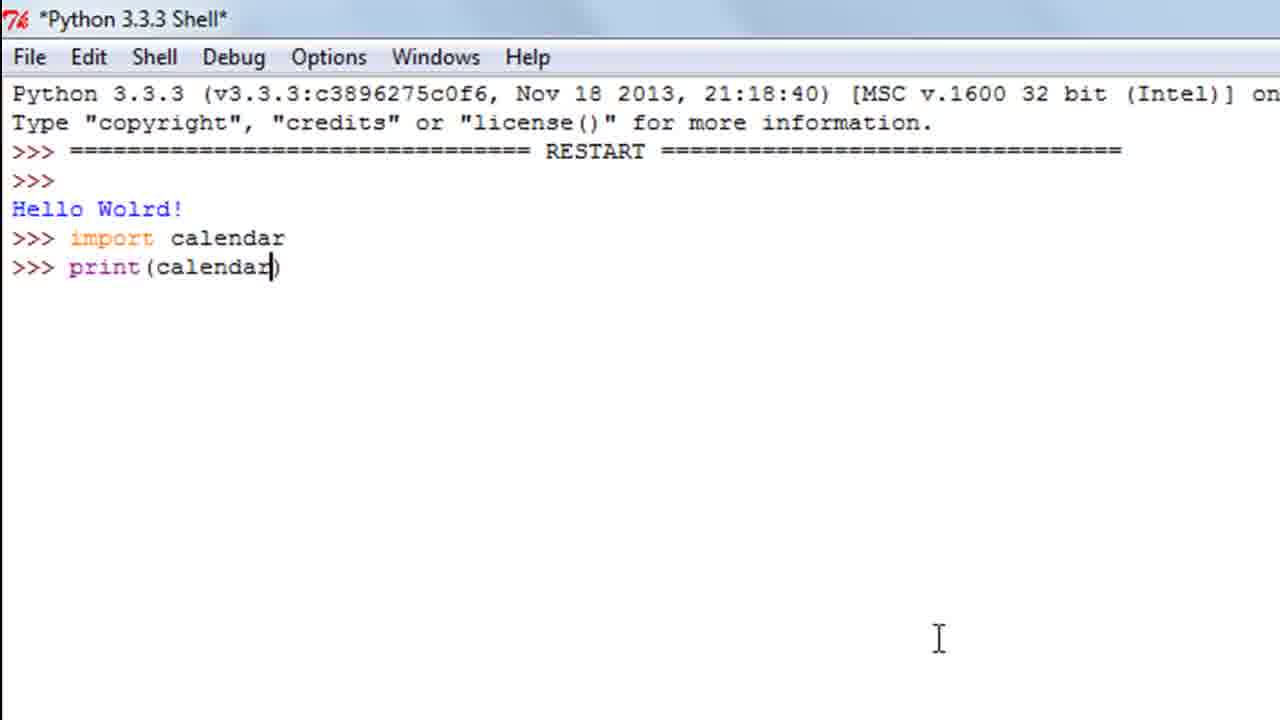 *Python 3.3.3 Shell*
File Edit Shell Debug Options Windows Help
Python 3.3.3 (v3.3.3:c3896275c0f6, Nov 18 2013, 21:18:40) [MSC v.1600 32 bit (Intel)] on
Type "copyright", "credits" or "license()" for more information.
>>> ================================ RESTART ================================
>>>
Hello Wolrd!
>>> import calendar
>>> print(calendar)